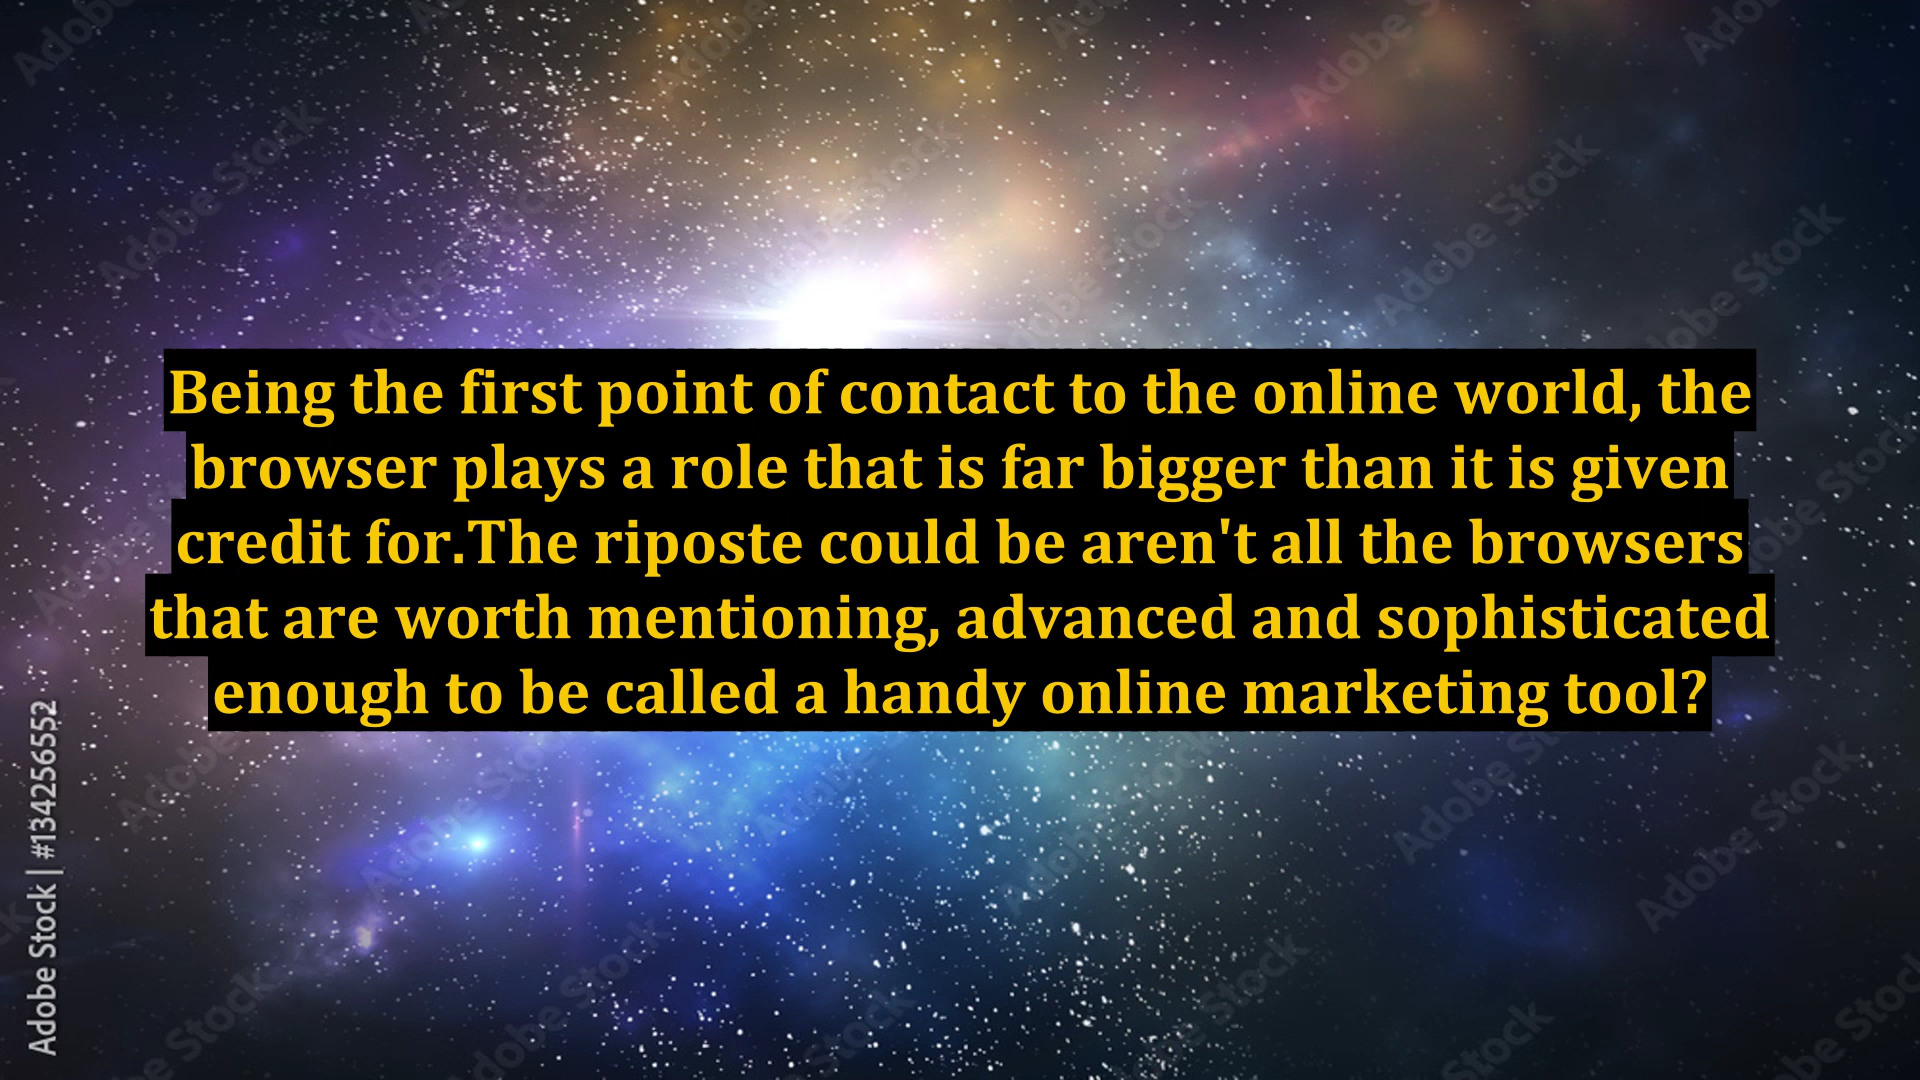 Being the first point of contact to the online world, the
browser plays a role that is far bigger than it is given
credit for.The riposte could be aren't all the browsers
that are worth mentioning, advanced and sophisticated
enough to be called a handy online marketing tool?
Adobe Stock | #1342565552